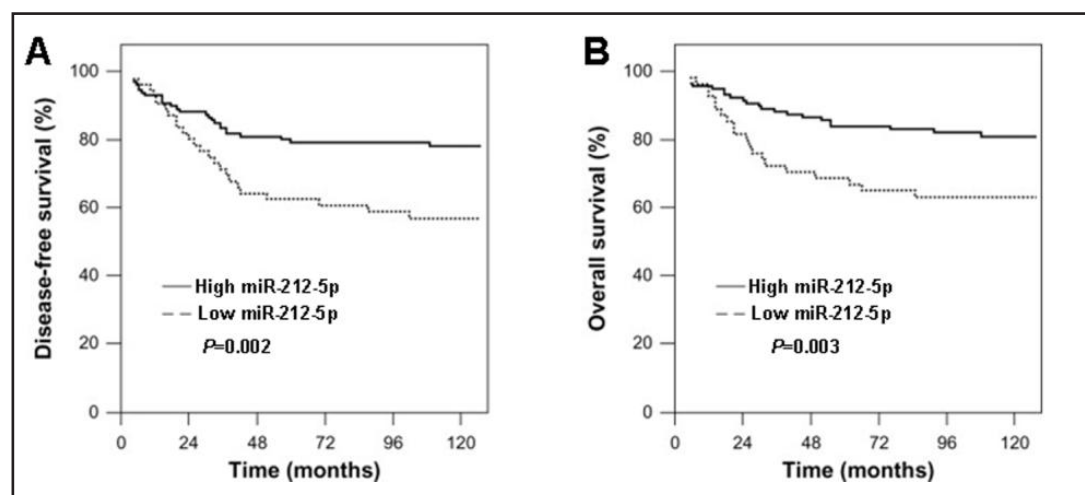 A
Disease-free survival (%)
100
80
60
40
20
0
High miR-212-5p
Low miR-212-5p
P=0.002
0 24 48 72 96 120
Time (months)
B
Overall survival (%)
100
80
60
40
20
0
High miR-212-5p
Low miR-212-5p
P=0.003
0 24 48 72 96 120
Time (months)